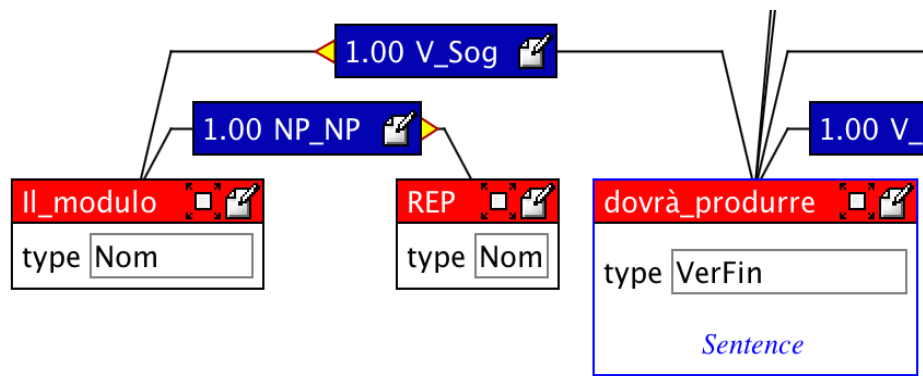 1.00 V_Sog
1.00 NP_NP
1.00 V_
Il_modulo
type Nom
REP
type Nom
dovrà_produrre
type VerFin
Sentence